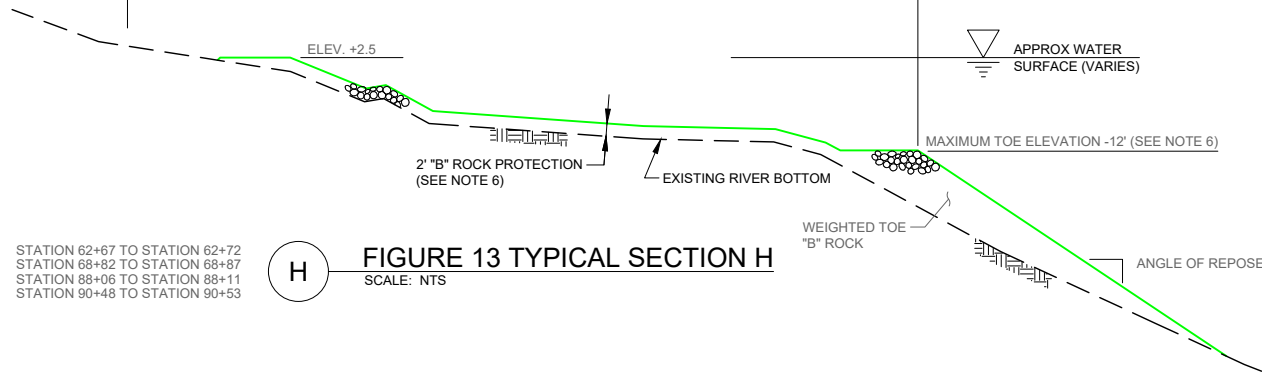 ELEV. +2.5
APPROX WATER
SURFACE (VARIES)
MAXIMUM TOE ELEVATION -12' (SEE NOTE 6)
2' "B" ROCK PROTECTION
(SEE NOTE 6)
EXISTING RIVER BOTTOM
WEIGHTED TOE
"B" ROCK
ANGLE OF REPOSE
STATION 62+67 TO STATION 62+72
STATION 68+82 TO STATION 68+87
STATION 88+06 TO STATION 88+11
STATION 90+48 TO STATION 90+53
H
FIGURE 13 TYPICAL SECTION H
SCALE: NTS